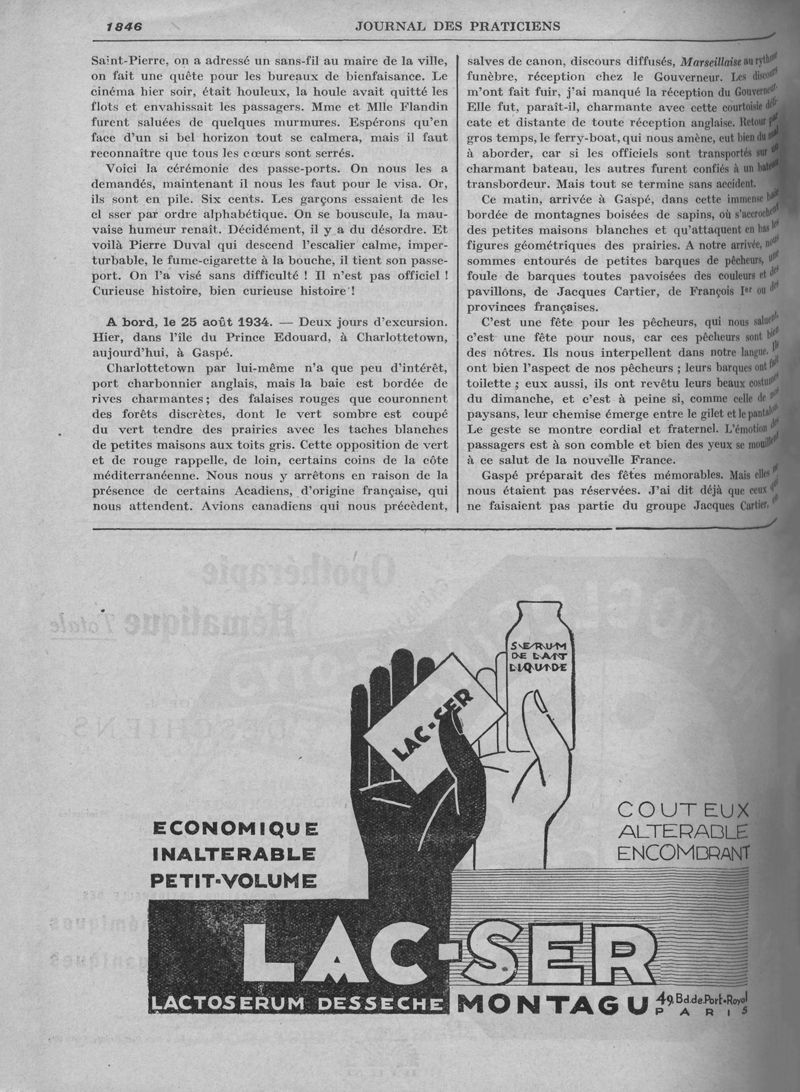 1846
JOURNAL DES PRATICIENS
Saint-Pierre, on a adressé un sans-fil au maire de la ville,
on fait une quête pour les bureaux de bienfaisance. Le
cinéma hier soir, était houleux, la houle avait quitté les
flots et envahissait les passagers. Mme et Mlle Flandin
furent saluées de quelques murmures. Espérons qu'en
face d'un si bel horizon tout se calmera, mais il faut
reconnaître que tous les cœurs sont serrés.
Voici la cérémonie des passe-ports. On nous les a
demandés, maintenant il nous les faut pour le visa. Or,
ils sont en pile. Six cents. Les garçons essaient de les
cl sser par ordre alphabétique. On se bouscule, la mau-
vaise humeur renait. Décidément, il y a du désordre. Et
voilà Pierre Duval qui descend l'escalier calme, imper-
turbable, le fume-cigarette à la bouche, il tient son passe-
port. On l'a visé sans difficulté ! Il n'est pas officiel !
Curieuse histoire, bien curieuse histoire !
A bord, le 25 août 1934. — Deux jours d'excursion.
Hier, dans l'île du Prince Edouard, à Charlottetown,
aujourd'hui, à Gaspé.
Charlottetown par lui-même n'a que peu d'intérêt,
port charbonnier anglais, mais la baie est bordée de
rives charmantes ; des falaises rouges que couronnent
des forêts discrètes, dont le vert sombre est coupé
du vert tendre des prairies avec les taches blanches
de petites maisons aux toits gris. Cette opposition de vert
et de rouge rappelle, de loin, certains coins de la côte
méditerranéenne. Nous nous y arrêtons en raison de la
présence de certains Acadiens, d'origine française, qui
nous attendent. Avions canadiens qui nous précèdent,
salves de canon, discours diffusés, Marseillaise au rythme
funèbre, réception chez le Gouverneur. Les discours
m'ont fait fuir, j'ai manqué la réception du Gouverneur.
Elle fut, paraît-il, charmante avec cette courtoisie déli-
cate et distante de toute réception anglaise. Retour par
gros temps, le ferry-boat, qui nous amène, eut bien du mal
à aborder, car si les officiels sont transportés sur un
charmant bateau, les autres furent confiés à un bateau
transbordeur. Mais tout se termine sans accident.
Ce matin, arrivée à Gaspé, dans cette immense baie
bordée de montagnes boisées de sapins, où s'accrochent
des petites maisons blanches et qu'attaquent en bas les
figures géométriques des prairies. A notre arrivée, nous
sommes entourés de petites barques de pêcheurs, une
foule de barques toutes pavoisées des couleurs et des
pavillons, de Jacques Cartier, de François Ier ou des
provinces françaises.
C'est une fête pour les pêcheurs, qui nous saluent,
c'est une fête pour nous, car ces pêcheurs sont bien
des nôtres. Ils nous interpellent dans notre langue. Ils
ont bien l'aspect de nos pêcheurs ; leurs barques ont fait
toilette ; eux aussi, ils ont revêtu leurs beaux costumes
du dimanche, et c'est à peine si, comme celle de nos
paysans, leur chemise émerge entre le gilet et le pantalon.
Le geste se montre cordial et fraternel. L'émotion des
passagers est à son comble et bien des yeux se mouillent
à ce salut de la nouvelle France.
Gaspé préparait des fêtes mémorables. Mais elles ne
nous étaient pas réservées. J'ai dit déjà que ceux qui
ne faisaient pas partie du groupe Jacques Cartier,
SERUM
DE LAIT
LIQUIDE
LAC-SER
ECONOMIQUE
INALTERABLE
PETIT-VOLUME
COUTEUX
ALTERABLE
ENCOMBRANT
LAC-SER
LACTOSERUM DESSECHE MONTAGU 49, Bd. de. Port-Royal
PARIS